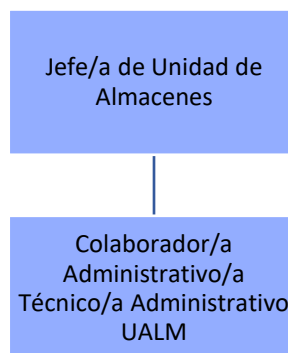 Jefe/a de Unidad de
Almacenes
Colaborador/a
Administrativo/a
Técnico/a Administrativo
UALM